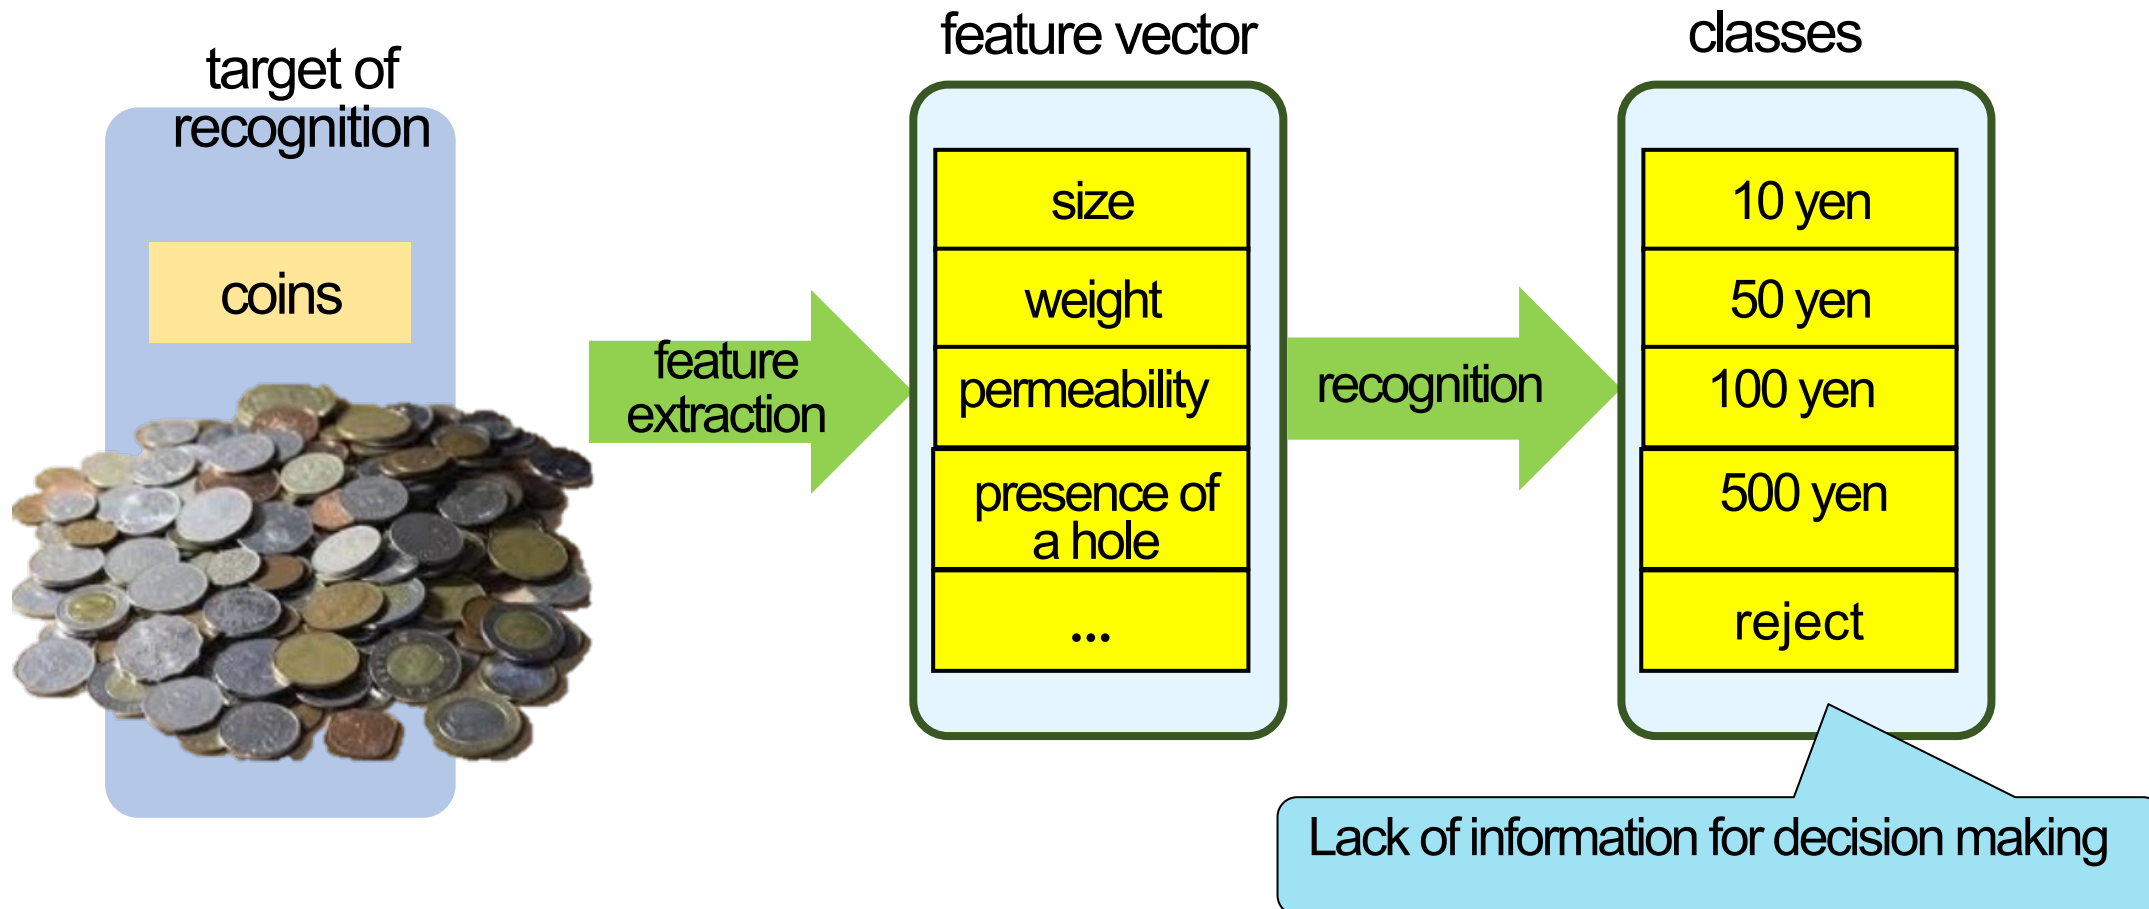 target of
recognition
coins
feature
extraction
feature vector
size
weight
permeability
presence of
a hole
...
recognition
classes
10 yen
50 yen
100 yen
500 yen
reject
Lack of information for decision making